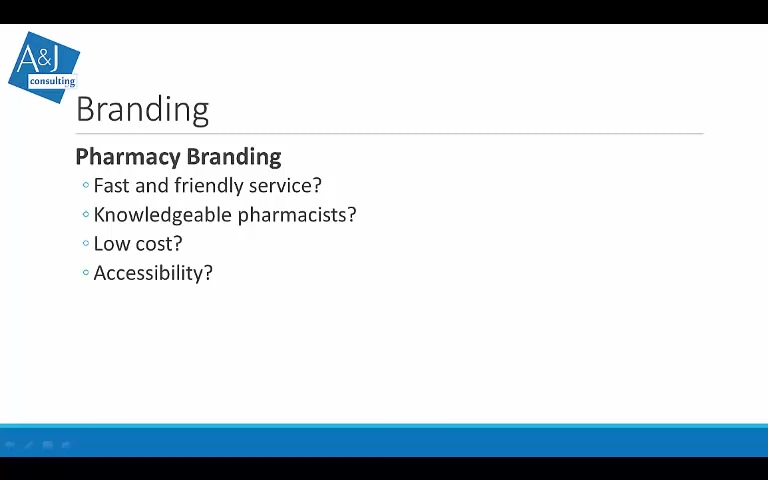 A&J
consulting
Branding
Pharmacy Branding
Fast and friendly service?
Knowledgeable pharmacists?
Low cost?
Accessibility?